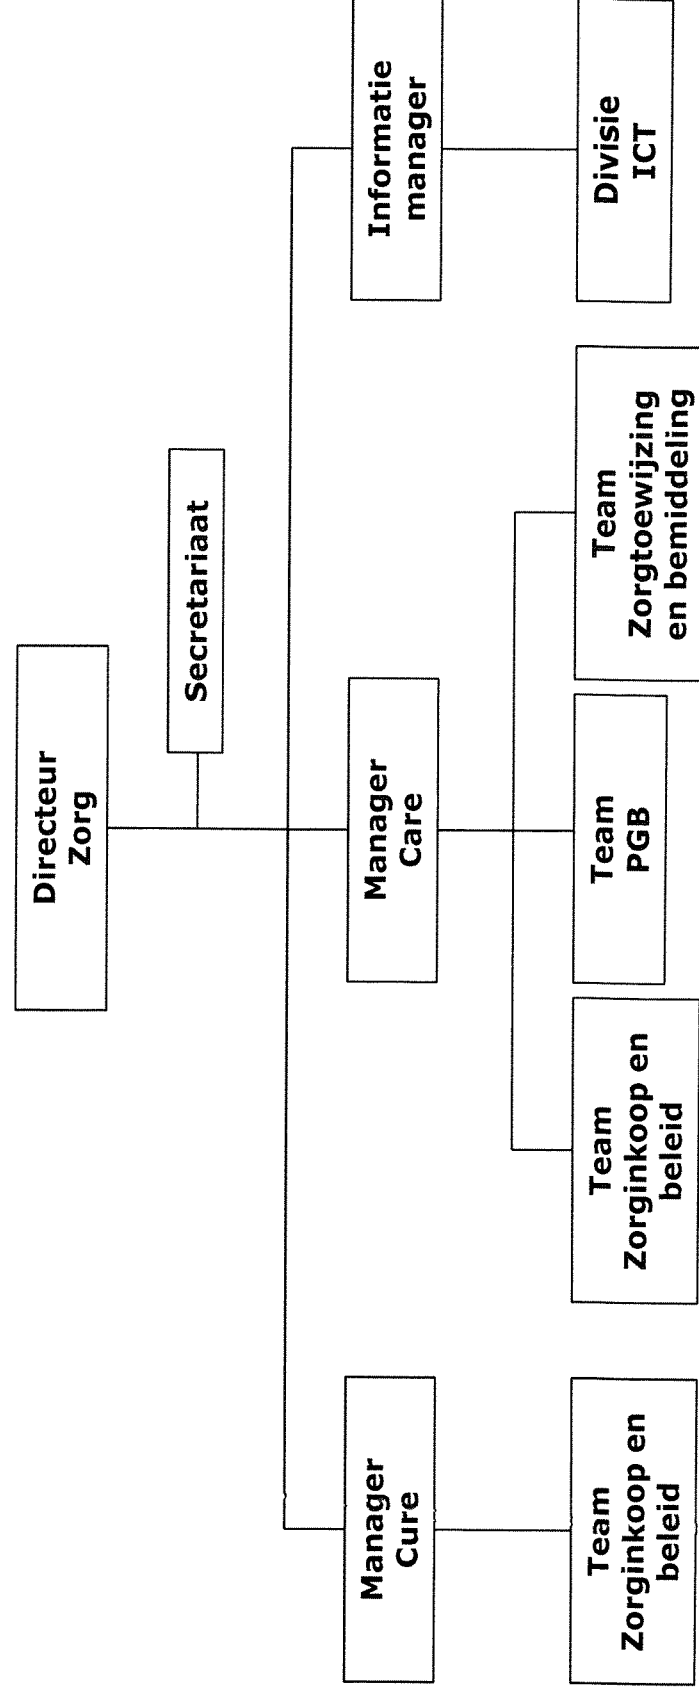 Directeur
Zorg
Secretariaat
Manager
Cure
Manager
Care
Informatie
manager
Team
Zorginkoop en
beleid
Team
Zorginkoop en
beleid
Team
PGB
Team
Zorgtoewijzing
en bemiddeling
Divisie
ICT